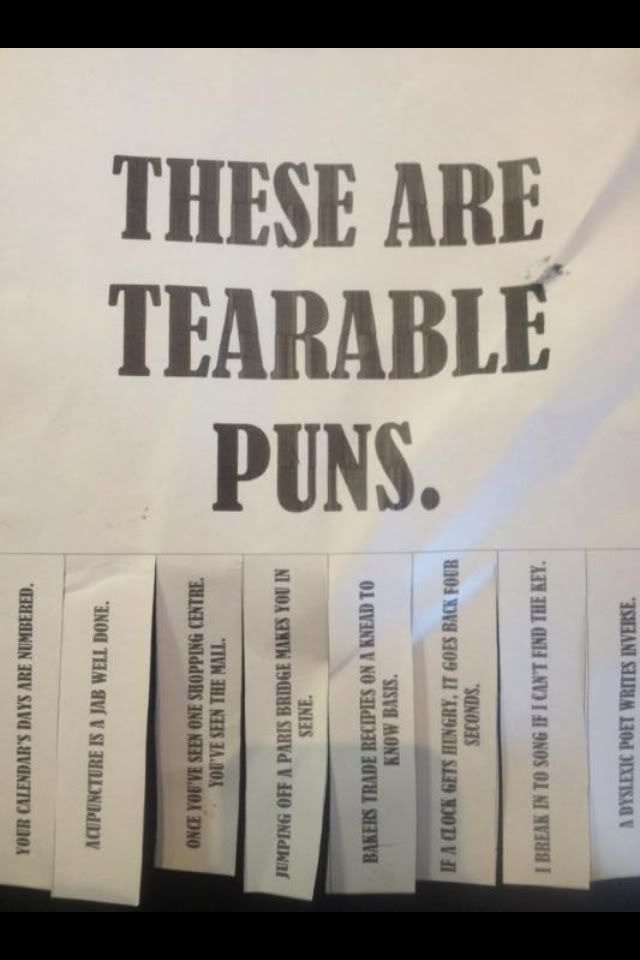 THESE ARE
TEARABLE
PUNS.
YOUR CALENDAR'S DAYS ARE NUMBERED.
ACUPUNCTURE IS A JAB WELL DONE.
ONCE YOU'VE SEEN ONE SHOPPING CENTRE,
YOU'VE SEEN THE MALL.
JUMPING OFF A PARIS BRIDGE MAKES YOU IN
SEINE.
BAKERS TRADE RECIPIES ON A KNEAD TO
KNOW BASIS.
IF A CLOCK GETS HUNGRY, IT GOES BACK FOUR
SECONDS.
I BREAK IN TO SONG IF I CAN'T FIND THE KEY.
A DYSLEXIC POET WRITES INVERSE.